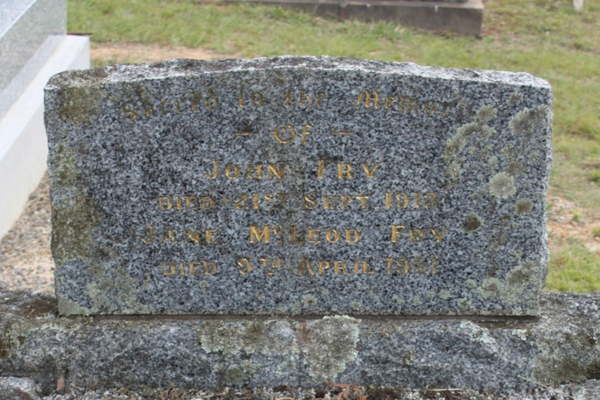 Sacred to the Memory
— Of —
John Fry
Died 21st Sept.
Jane McLeod Fry
Died 9th April